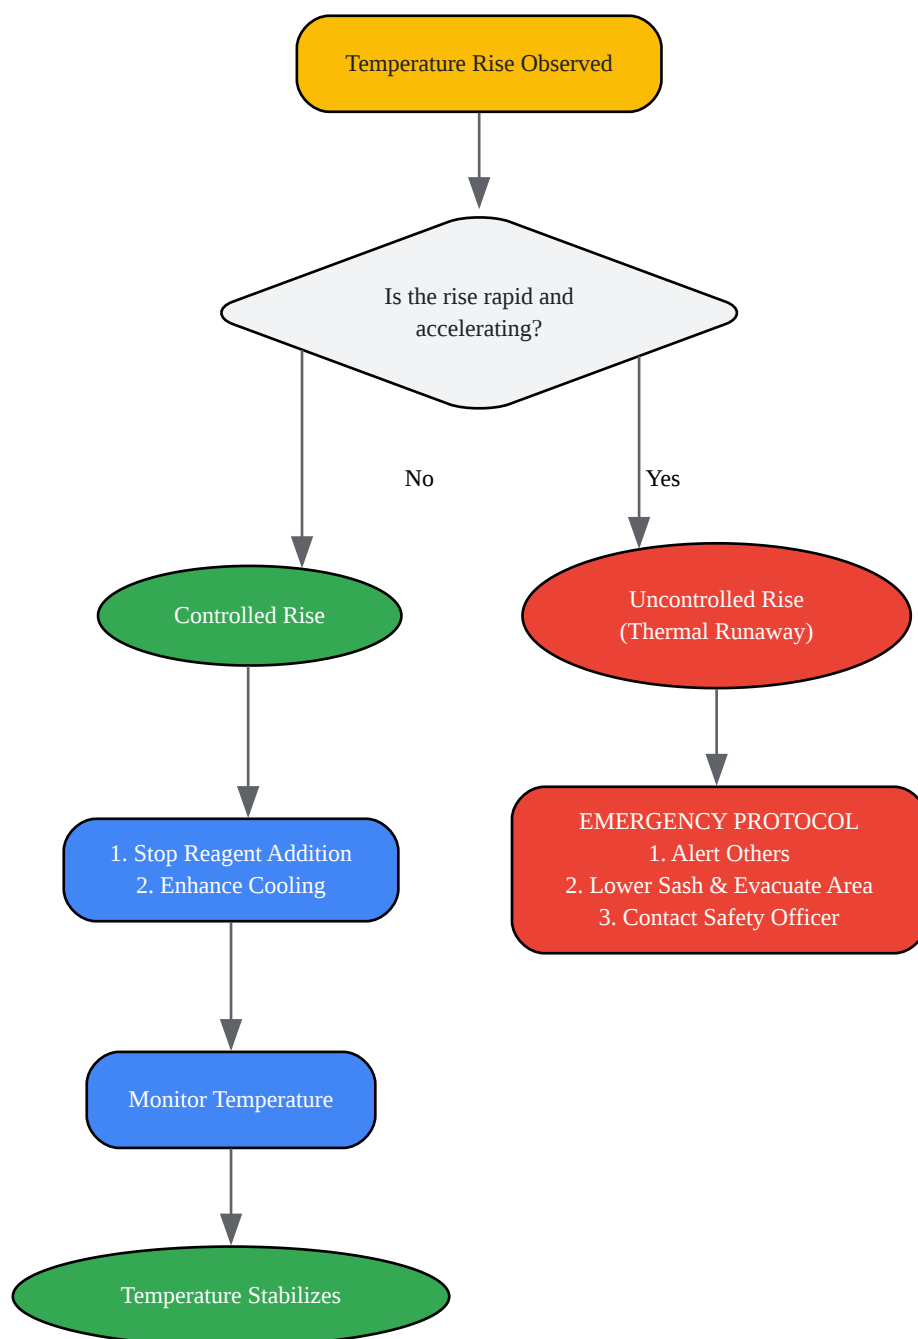 Temperature Rise Observed
Is the rise rapid and
accelerating?
No
Yes
Controlled Rise
Uncontrolled Rise
(Thermal Runaway)
1. Stop Reagent Addition
2. Enhance Cooling
EMERGENCY PROTOCOL
1. Alert Others
2. Lower Sash & Evacuate Area
3. Contact Safety Officer
Monitor Temperature
Temperature Stabilizes